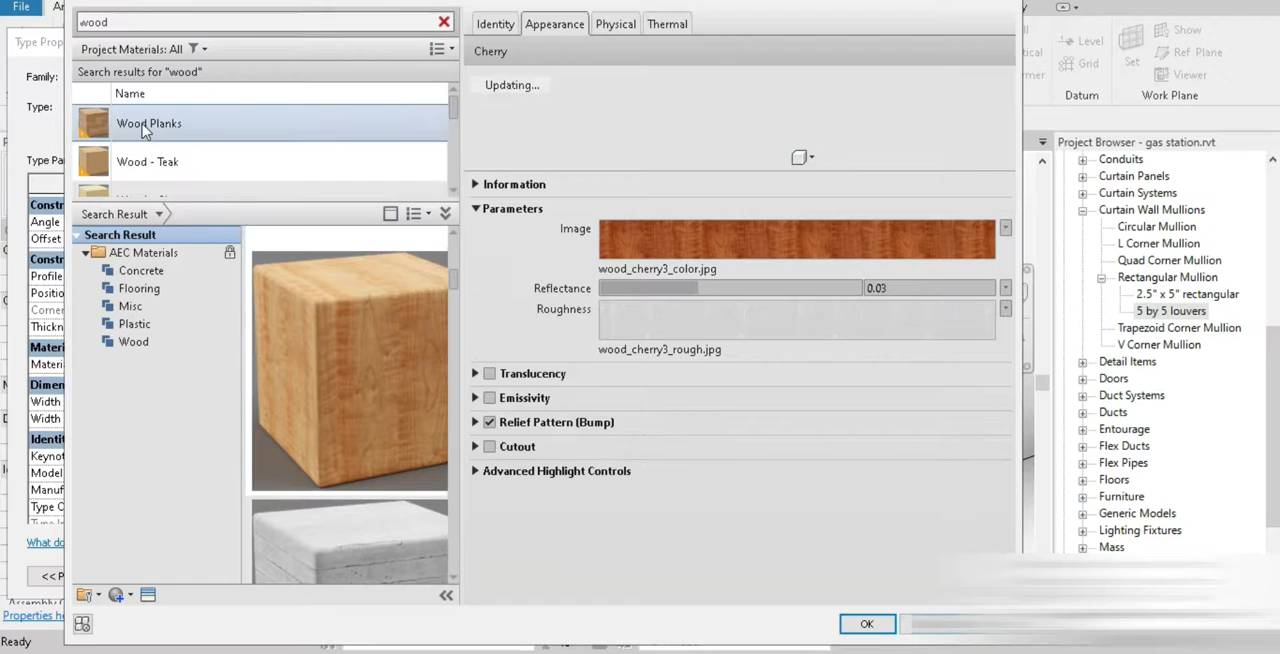 File
Ar
Type Prop
Family:
Type:
Type Par
Constr
Angle
Offset
Constr
Profile
Positio
Corner
Thickn
Materi
Materi
Dimen
Width
Width
Identit
Keynot
Model
Manuf
Type C
What do
<< P
Properties he
Ready
wood
Project Materials: All
Search results for "wood"
Name
Wood Planks
Wood - Teak
Search Result
Search Result
AEC Materials
Concrete
Flooring
Misc
Plastic
Wood
Identity
Appearance
Physical
Thermal
Cherry
Updating...
Information
Parameters
Image
wood_cherry3_color.jpg
Reflectance 0.03
Roughness
wood_cherry3_rough.jpg
Translucency
Emissivity
Relief Pattern (Bump)
Cutout
Advanced Highlight Controls
OK
Level
Grid
Datum
Set
Show
Ref Plane
Viewer
Work Plane
Project Browser - gas station.rvt
Conduits
Curtain Panels
Curtain Systems
Curtain Wall Mullions
Circular Mullion
L Corner Mullion
Quad Corner Mullion
Rectangular Mullion
2.5" x 5" rectangular
5 by 5 louvers
Trapezoid Corner Mullion
V Corner Mullion
Detail Items
Doors
Duct Systems
Ducts
Entourage
Flex Ducts
Flex Pipes
Floors
Furniture
Generic Models
Lighting Fixtures
Mass